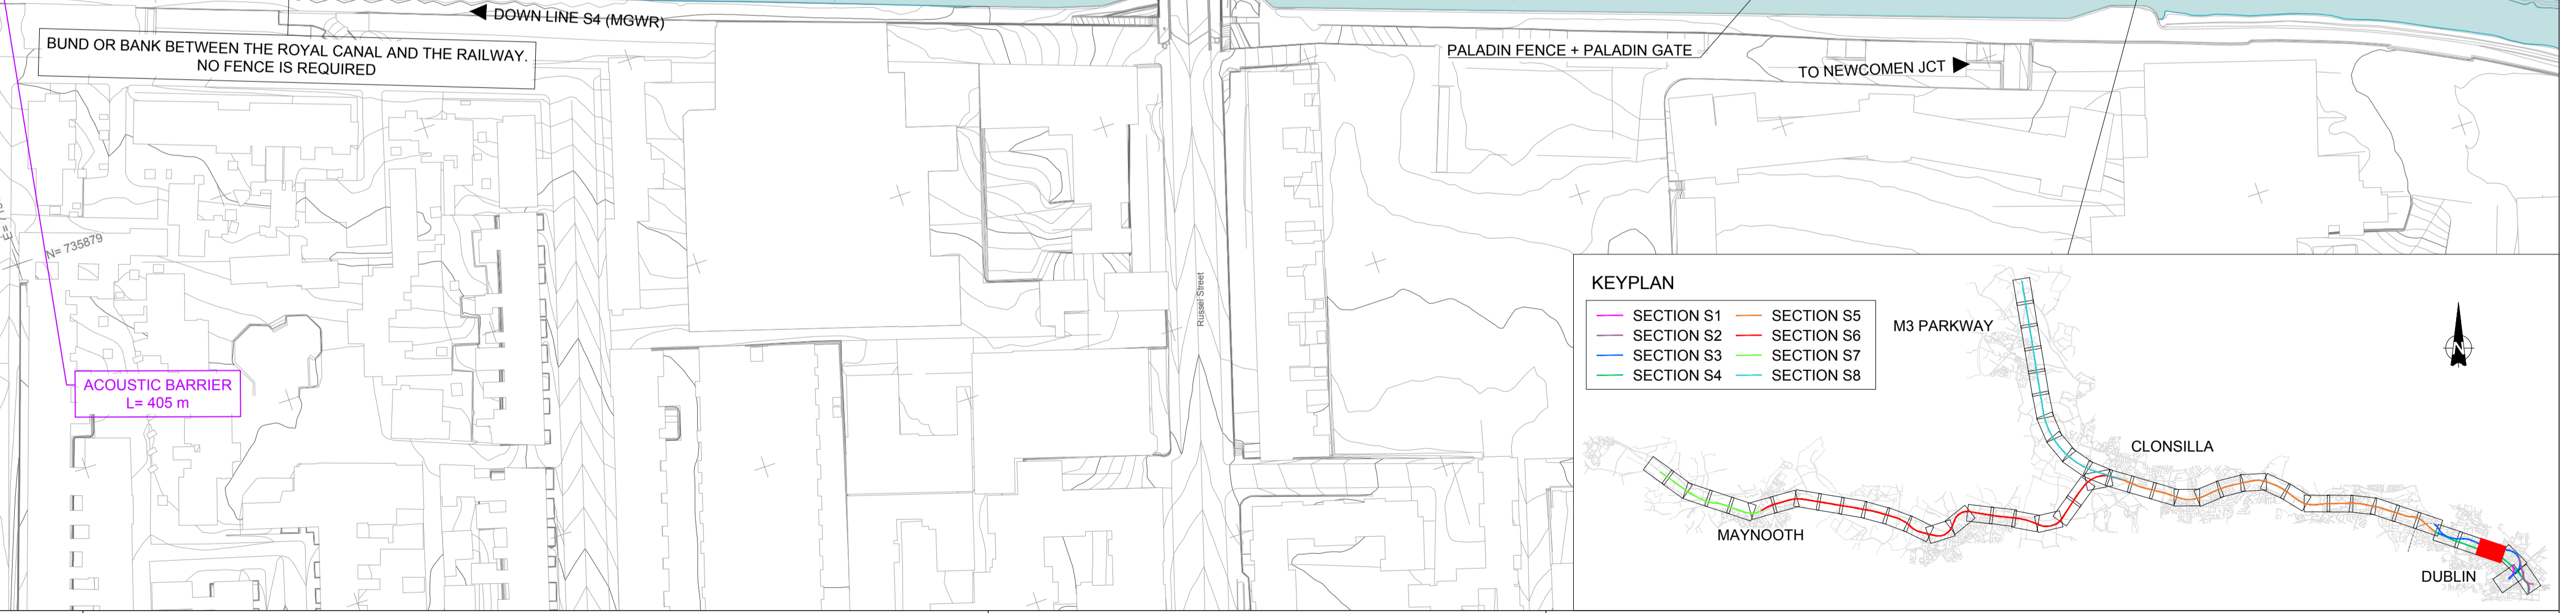 DOWN LINE S4 (MGWR)
BUND OR BANK BETWEEN THE ROYAL CANAL AND THE RAILWAY.
NO FENCE IS REQUIRED
PALADIN FENCE + PALADIN GATE
TO NEWCOMEN JCT
N= 735879
Russel Street
ACOUSTIC BARRIER
L= 405 m
KEYPLAN
SECTION S1
SECTION S2
SECTION S3
SECTION S4
SECTION S5
SECTION S6
SECTION S7
SECTION S8
M3 PARKWAY
N
CLONSILLA
MAYNOOTH
DUBLIN